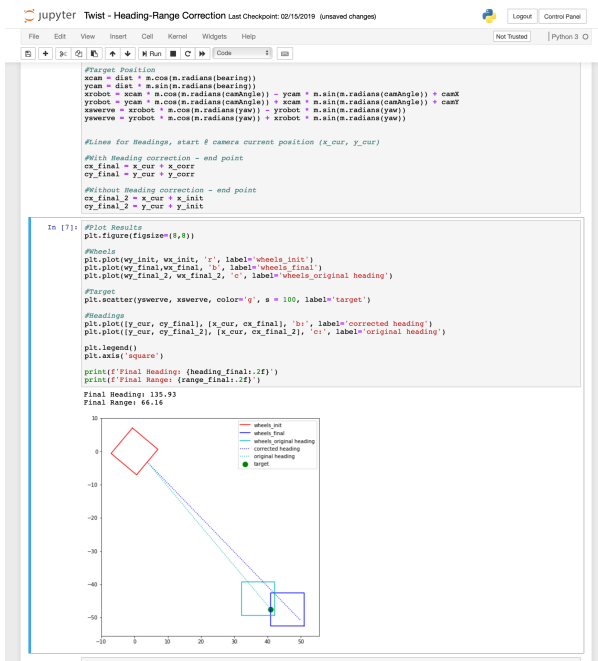 jupyter Twist - Heading-Range Correction Last Checkpoint: 02/15/2019 (unsaved changes)
Logout Control Panel
File Edit View Insert Cell Kernel Widgets Help Not Trusted Python 3
Run Code
#Target Position
xcam = dist * m.cos(m.radians(bearing))
ycam = dist * m.sin(m.radians(bearing))
xrobot = xcam * m.cos(m.radians(camAngle)) - ycam * m.sin(m.radians(camAngle)) + camX
yrobot = ycam * m.cos(m.radians(camAngle)) + xcam * m.sin(m.radians(camAngle)) + camY
xswerve = xrobot * m.cos(m.radians(yaw)) - yrobot * m.sin(m.radians(yaw))
yswerve = yrobot * m.cos(m.radians(yaw)) + xrobot * m.sin(m.radians(yaw))
#Lines for Headings, start @ camera current position (x_cur, y_cur)
#With Heading correction - end point
cx_final = x_cur + x_corr
cy_final = y_cur + y_corr
#Without Heading correction - end point
cx_final_2 = x_cur + x_init
cy_final_2 = y_cur + y_init
In [7]: #Plot Results
plt.figure(figsize=(8,8))
#Wheels
plt.plot(wy_init, wx_init, 'r', label='wheels_init')
plt.plot(wy_final,wx_final, 'b', label='wheels_final')
plt.plot(wy_final_2, wx_final_2, 'c', label='wheels_original heading')
#Target
plt.scatter(yswerve, xswerve, color='g', s = 100, label='target')
#Headings
plt.plot([y_cur, cy_final], [x_cur, cx_final], 'b:', label='corrected heading')
plt.plot([y_cur, cy_final_2], [x_cur, cx_final_2], 'c:', label='original heading')
plt.legend()
plt.axis('square')
print(f'Final Heading: {heading_final:.2f}')
print(f'Final Range: {range_final:.2f}')
Final Heading: 135.93
Final Range: 66.16
10
wheels_init
wheels_final
wheels_original heading
corrected heading
original heading
target
0
−10
−20
−30
−40
−50
−10 0 10 20 30 40 50